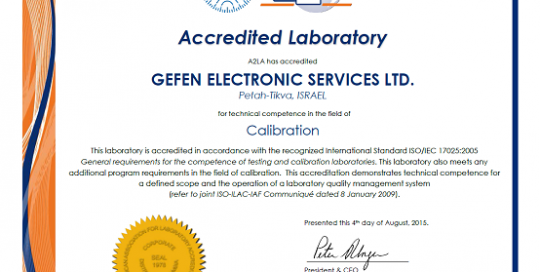 Accredited Laboratory
A2LA has accredited
GEFEN ELECTRONIC SERVICES LTD.
Petah-Tikva, ISRAEL
for technical competence in the field of
Calibration
This laboratory is accredited in accordance with the recognized International Standard ISO/IEC 17025:2005
General requirements for the competence of testing and calibration laboratories. This laboratory also meets any
additional program requirements in the field of calibration. This accreditation demonstrates technical competence for
a defined scope and the operation of a laboratory quality management system
(refer to joint ISO-ILAC-IAF Communiqué dated 8 January 2009).
Presented this 4th day of August, 2015.
President & CEO
CORPORATE
SEAL
1978